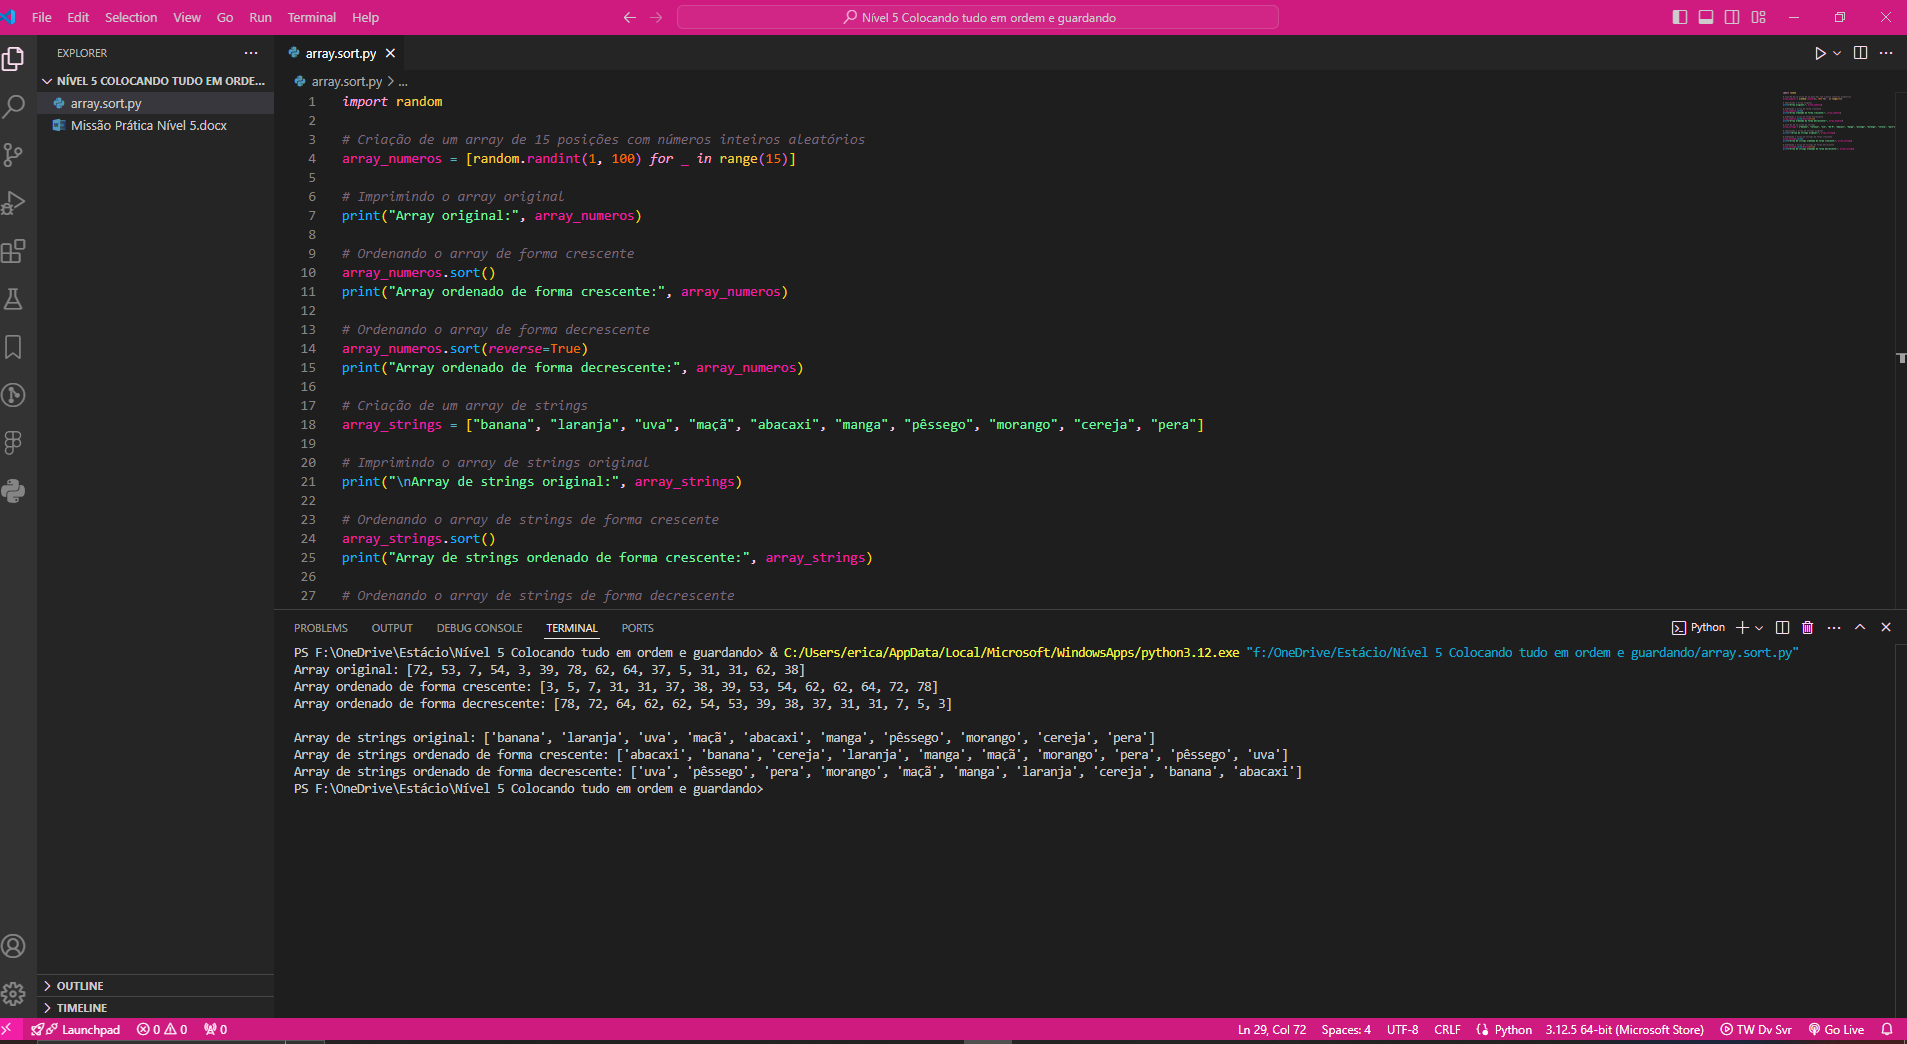 File Edit Selection View Go Run Terminal Help
Nível 5 Colocando tudo em ordem e guardando
EXPLORER
NÍVEL 5 COLOCANDO TUDO EM ORDE...
array.sort.py
Missão Prática Nível 5.docx
OUTLINE
TIMELINE
array.sort.py
array.sort.py > ...
1 import random
2
3 # Criação de um array de 15 posições com números inteiros aleatórios
4 array_numeros = [random.randint(1, 100) for _ in range(15)]
5
6 # Imprimindo o array original
7 print("Array original:", array_numeros)
8
9 # Ordenando o array de forma crescente
10 array_numeros.sort()
11 print("Array ordenado de forma crescente:", array_numeros)
12
13 # Ordenando o array de forma decrescente
14 array_numeros.sort(reverse=True)
15 print("Array ordenado de forma decrescente:", array_numeros)
16
17 # Criação de um array de strings
18 array_strings = ["banana", "laranja", "uva", "maçã", "abacaxi", "manga", "pêssego", "morango", "cereja", "pera"]
19
20 # Imprimindo o array de strings original
21 print("\nArray de strings original:", array_strings)
22
23 # Ordenando o array de strings de forma crescente
24 array_strings.sort()
25 print("Array de strings ordenado de forma crescente:", array_strings)
26
27 # Ordenando o array de strings de forma decrescente
PROBLEMS OUTPUT DEBUG CONSOLE TERMINAL PORTS
Python
PS F:\OneDrive\Estácio\Nível 5 Colocando tudo em ordem e guardando> & C:/Users/erica/AppData/Local/Microsoft/WindowsApps/python3.12.exe "f:/OneDrive/Estácio/Nível 5 Colocando tudo em ordem e guardando/array.sort.py"
Array original: [72, 53, 7, 54, 3, 39, 78, 62, 64, 37, 5, 31, 31, 62, 38]
Array ordenado de forma crescente: [3, 5, 7, 31, 31, 37, 38, 39, 53, 54, 62, 62, 64, 72, 78]
Array ordenado de forma decrescente: [78, 72, 64, 62, 62, 54, 53, 39, 38, 37, 31, 31, 7, 5, 3]

Array de strings original: ['banana', 'laranja', 'uva', 'maçã', 'abacaxi', 'manga', 'pêssego', 'morango', 'cereja', 'pera']
Array de strings ordenado de forma crescente: ['abacaxi', 'banana', 'cereja', 'laranja', 'manga', 'maçã', 'morango', 'pera', 'pêssego', 'uva']
Array de strings ordenado de forma decrescente: ['uva', 'pêssego', 'pera', 'morango', 'maçã', 'manga', 'laranja', 'cereja', 'banana', 'abacaxi']
PS F:\OneDrive\Estácio\Nível 5 Colocando tudo em ordem e guardando>
Launchpad 0 0 0
Ln 29, Col 72 Spaces: 4 UTF-8 CRLF Python 3.12.5 64-bit (Microsoft Store) TW Dv Svr Go Live